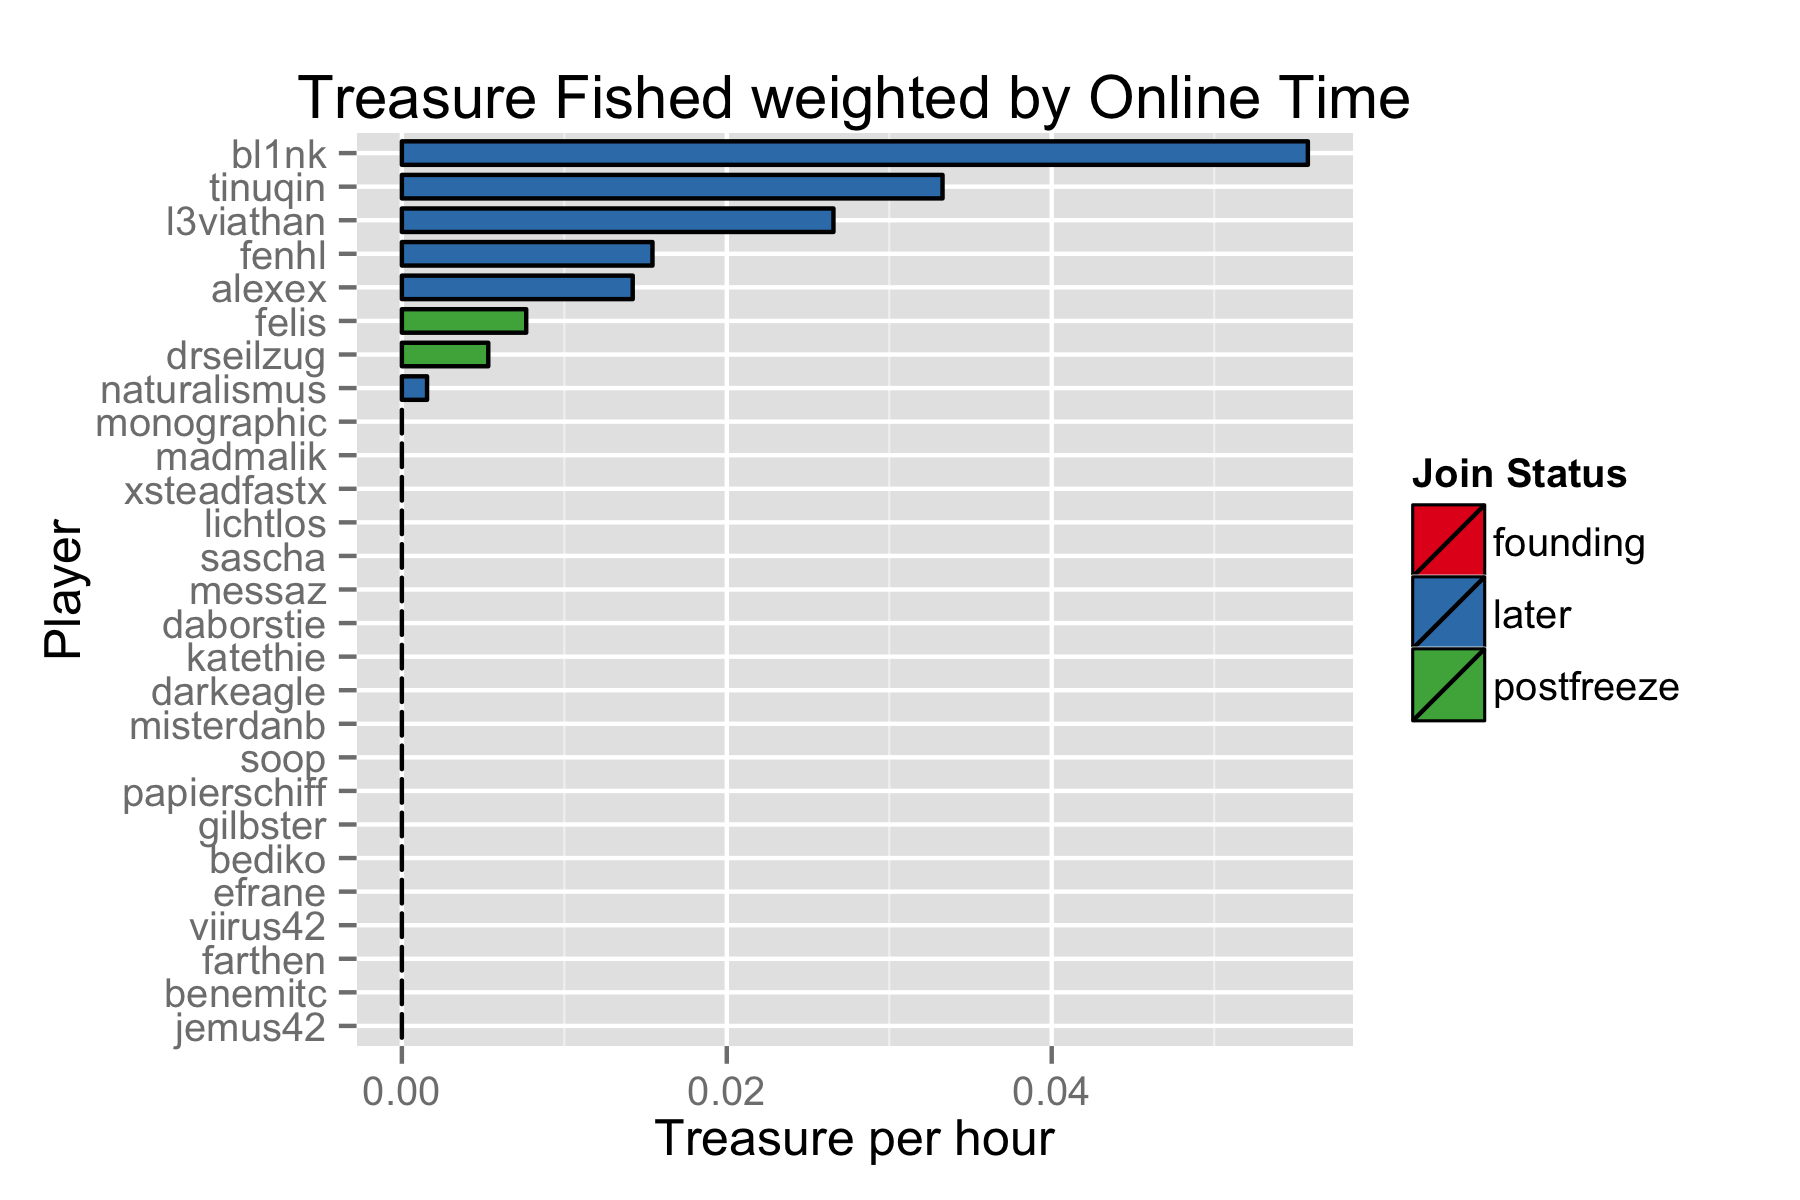 Treasure Fished weighted by Online Time
bl1nk
tinuqin
l3viathan
fenhl
alexex
felis
drseilzug
naturalismus
monographic
madmalik
xsteadfastx
lichtlos
sascha
messaz
daborstie
katethie
darkeagle
misterdanb
soop
papierschiff
gilbster
bediko
efrane
viirus42
farthen
benemitc
jemus42
Player
0.00 0.02 0.04
Treasure per hour
Join Status
founding
later
postfreeze